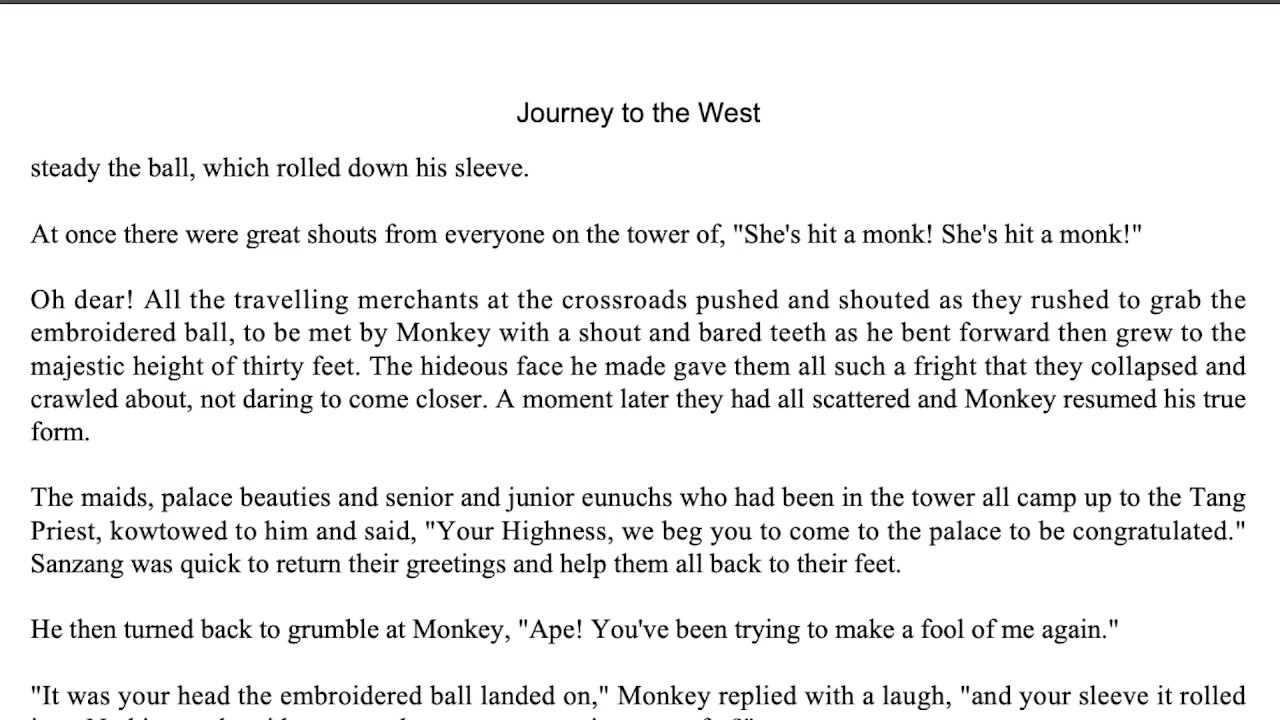 Journey to the West
steady the ball, which rolled down his sleeve.
At once there were great shouts from everyone on the tower of, "She's hit a monk! She's hit a monk!"
Oh dear! All the travelling merchants at the crossroads pushed and shouted as they rushed to grab the
embroidered ball, to be met by Monkey with a shout and bared teeth as he bent forward then grew to the
majestic height of thirty feet. The hideous face he made gave them all such a fright that they collapsed and
crawled about, not daring to come closer. A moment later they had all scattered and Monkey resumed his true
form.
The maids, palace beauties and senior and junior eunuchs who had been in the tower all camp up to the Tang
Priest, kowtowed to him and said, "Your Highness, we beg you to come to the palace to be congratulated."
Sanzang was quick to return their greetings and help them all back to their feet.
He then turned back to grumble at Monkey, "Ape! You've been trying to make a fool of me again."
"It was your head the embroidered ball landed on," Monkey replied with a laugh, "and your sleeve it rolled